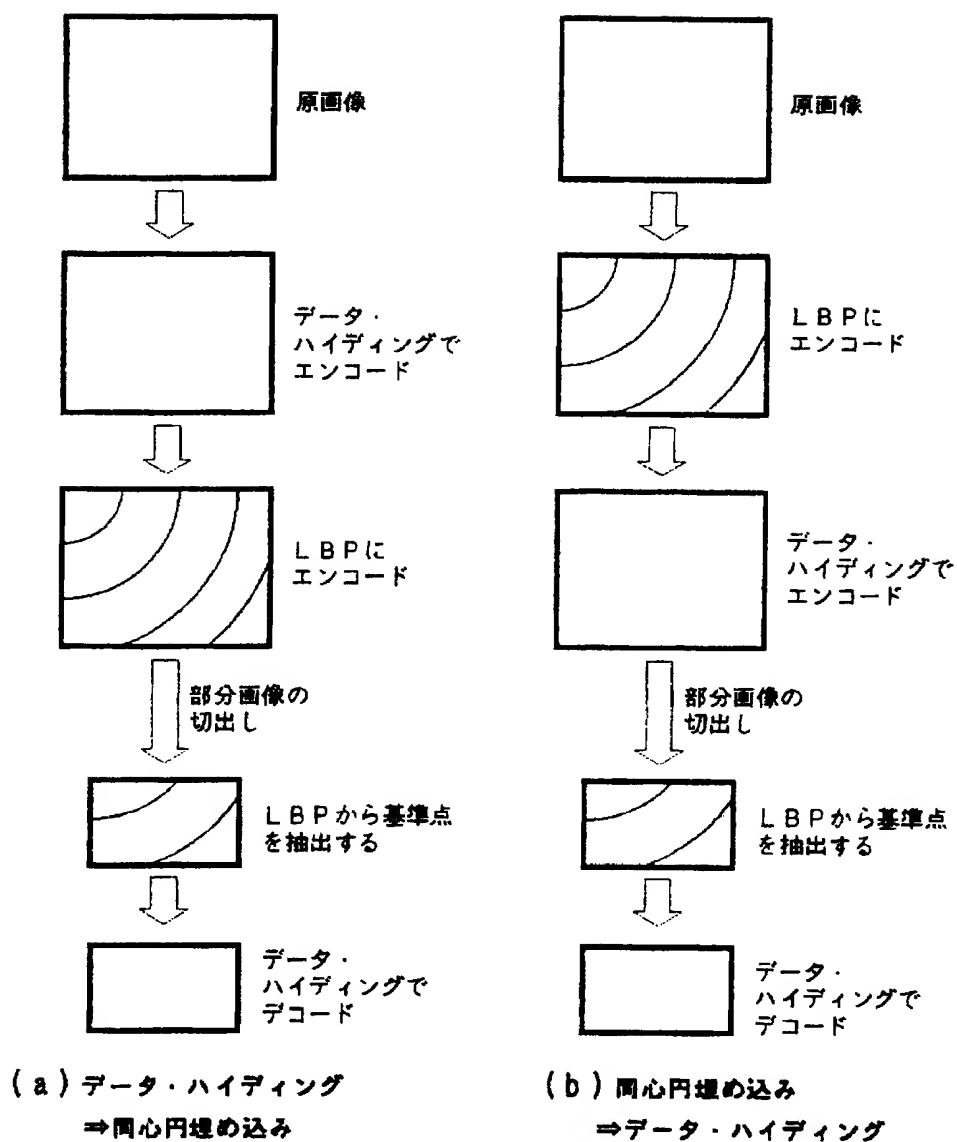 原画像
データ・
ハイディングで
エンコード
ＬＢＰに
エンコード
部分画像の
切出し
ＬＢＰから基準点
を抽出する
データ・
ハイディングで
デコード
(a) データ・ハイディング
⇒同心円埋め込み
原画像
ＬＢＰに
エンコード
データ・
ハイディングで
エンコード
部分画像の
切出し
ＬＢＰから基準点
を抽出する
データ・
ハイディングで
デコード
(b)同心円埋め込み
⇒データ・ハイディング